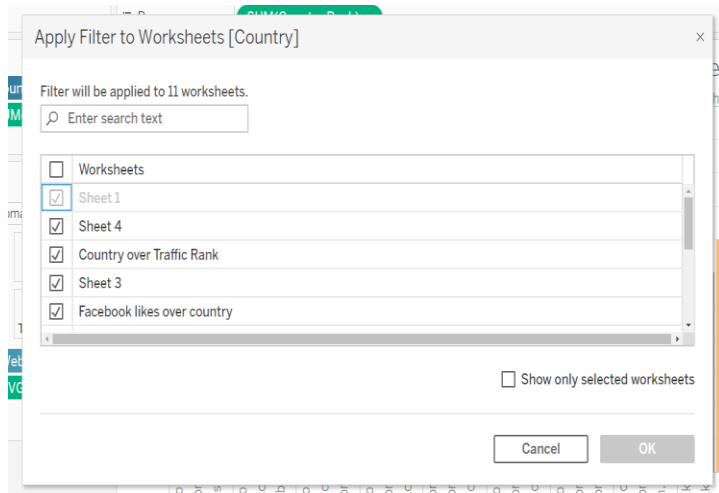 Apply Filter to Worksheets [Country]
Filter will be applied to 11 worksheets.
Enter search text
Worksheets
Sheet 1
Sheet 4
Country over Traffic Rank
Sheet 3
Facebook likes over country
Show only selected worksheets
Cancel
OK